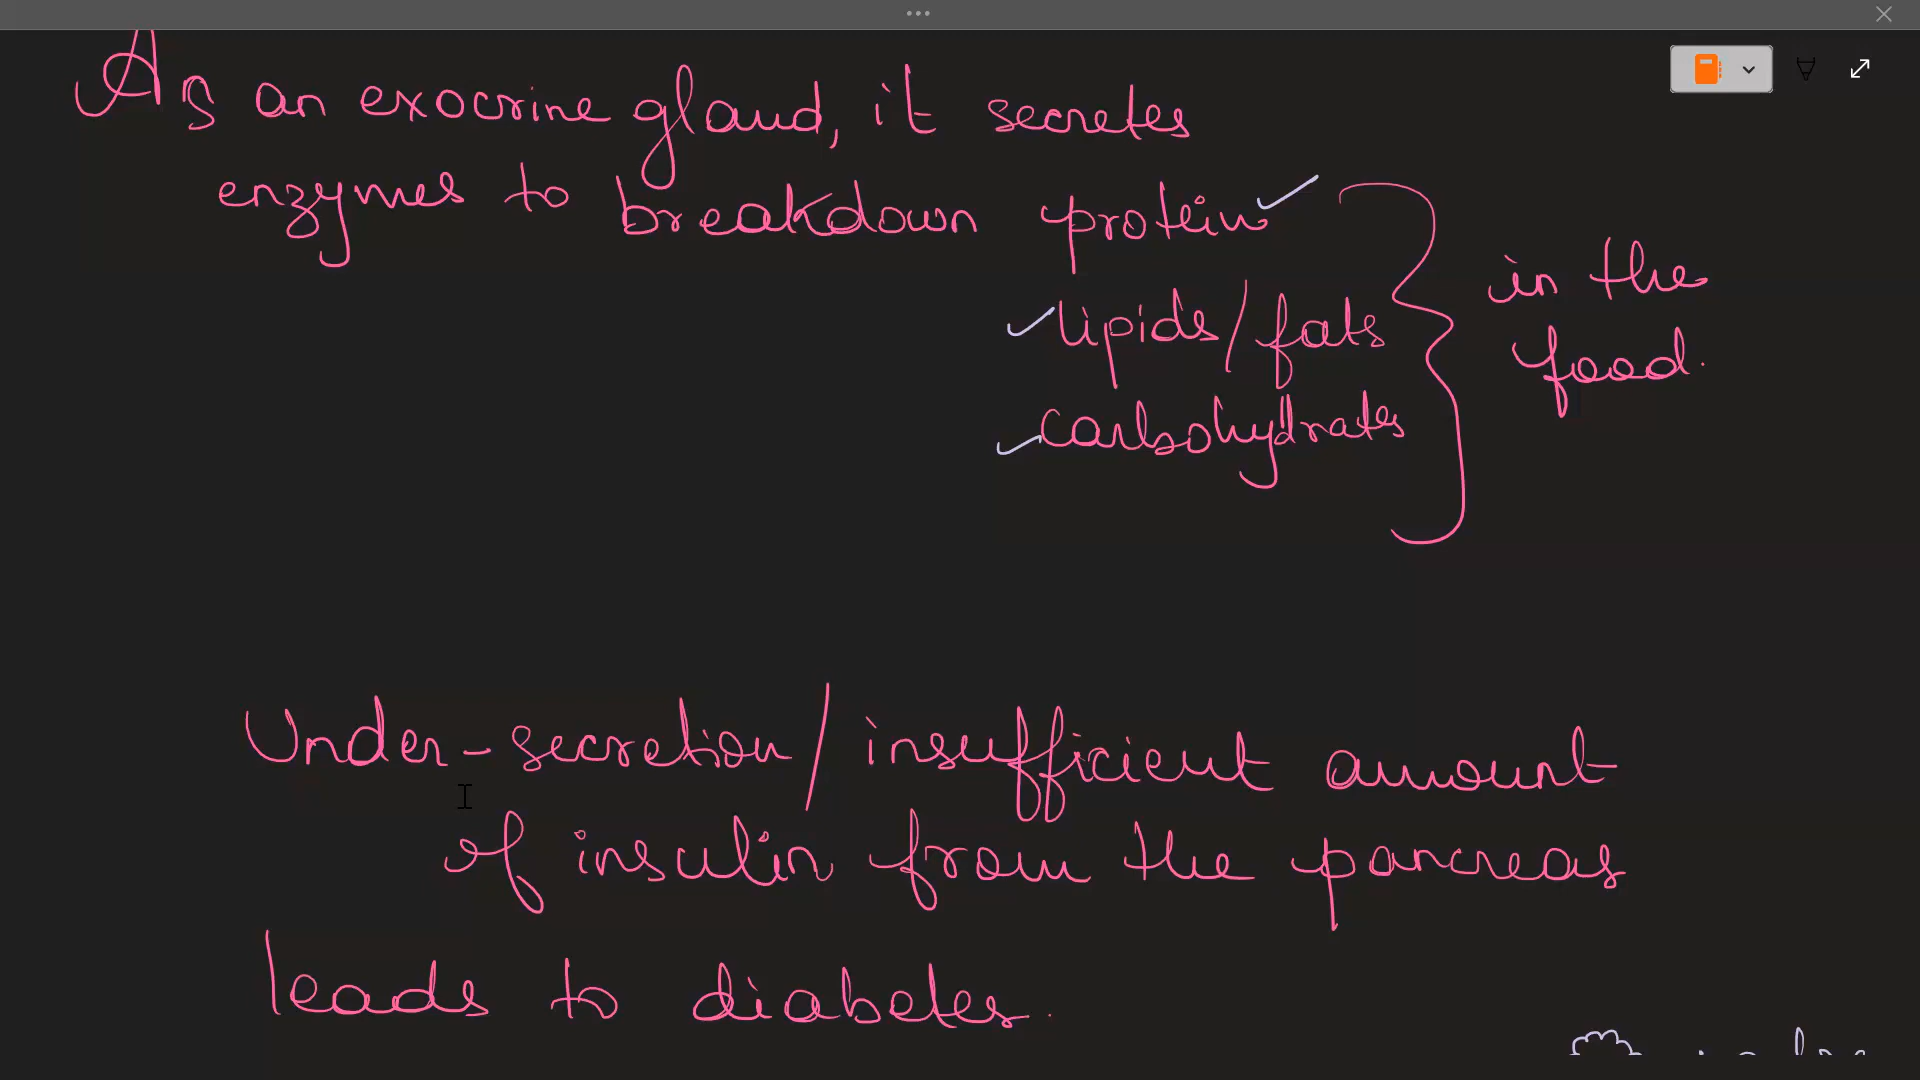 As an exocrine gland, it secretes
enzymes to breakdown protein
lipids/fats
carbohydrates
in the
food.
Under-secretion/insufficient amount
of insulin from the pancreas
leads to diabetes.